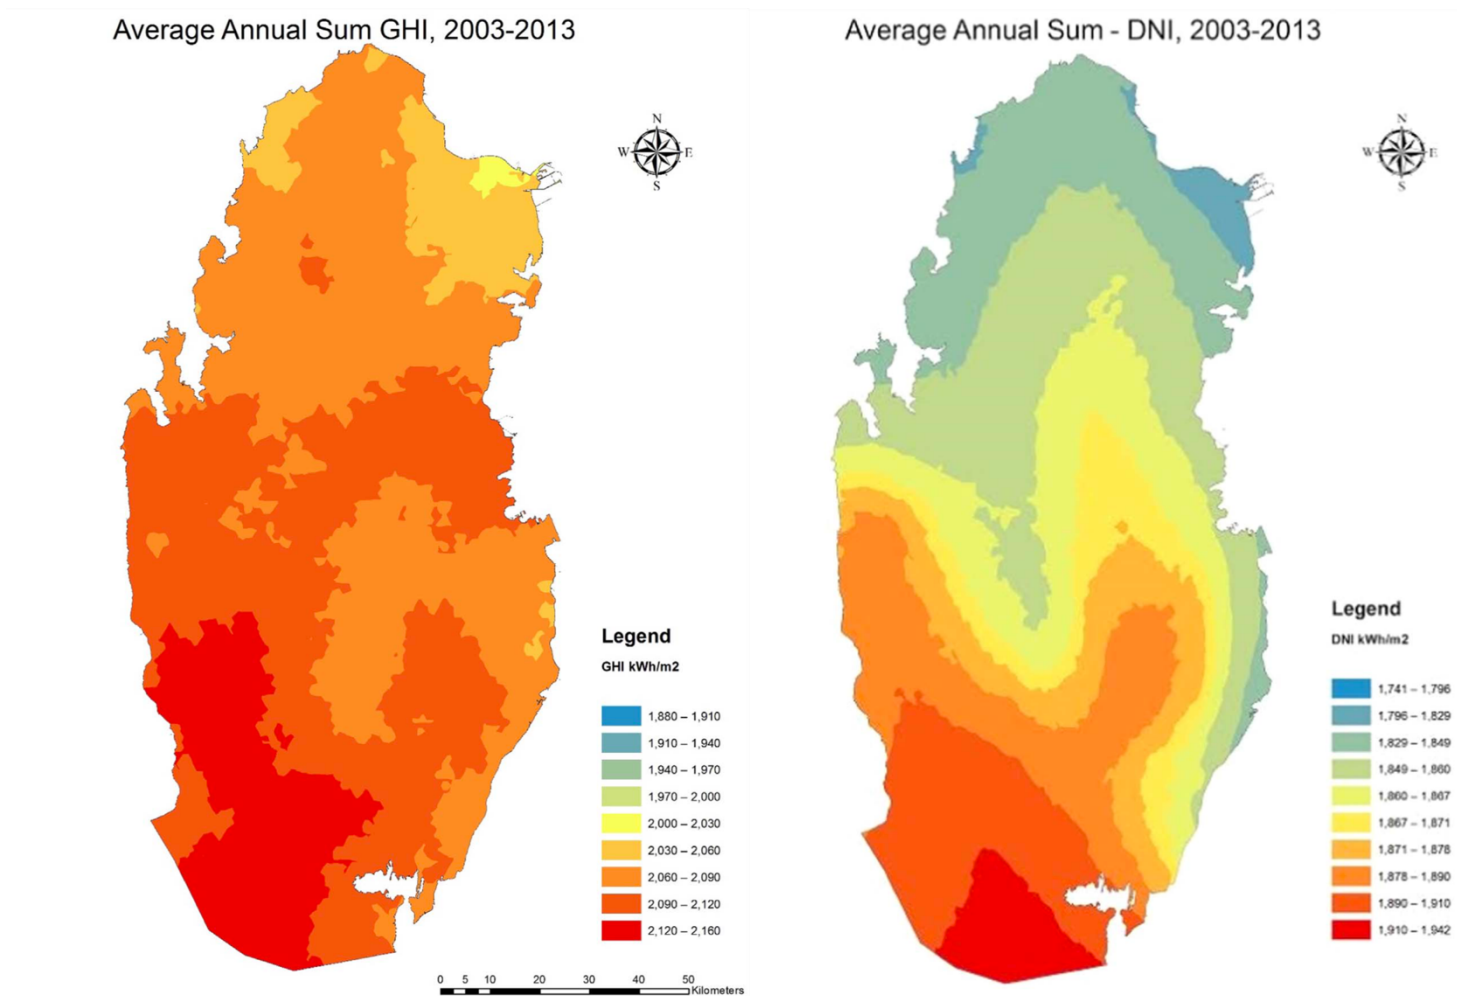 Average Annual Sum GHI, 2003-2013
N
W E
S
Legend
GHI kWh/m2
1,880 – 1,910
1,910 – 1,940
1,940 – 1,970
1,970 – 2,000
2,000 – 2,030
2,030 – 2,060
2,060 – 2,090
2,090 – 2,120
2,120 – 2,160
0 5 10 20 30 40 50
Kilometers
Average Annual Sum - DNI, 2003-2013
N
W E
S
Legend
DNI kWh/m2
1,741 – 1,796
1,796 – 1,829
1,829 – 1,849
1,849 – 1,860
1,860 – 1,867
1,867 – 1,871
1,871 – 1,878
1,878 – 1,890
1,890 – 1,910
1,910 – 1,942